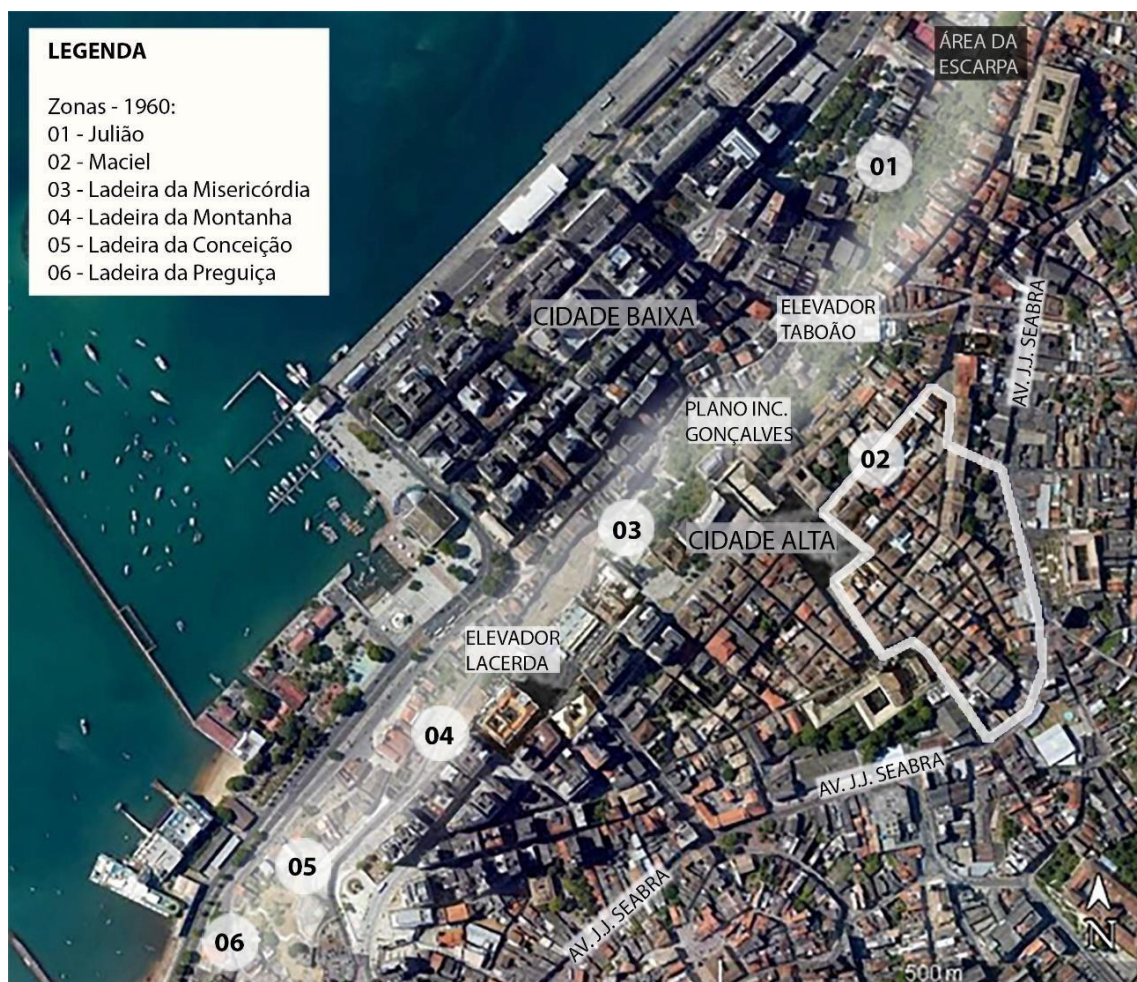 LEGENDA
Zonas - 1960:
01 - Julião
02 - Maciel
03 - Ladeira da Misericórdia
04 - Ladeira da Montanha
05 - Ladeira da Conceição
06 - Ladeira da Preguiça
ÁREA DA
ESCARPA
01
CIDADE BAIXA
ELEVADOR
TABOÃO
AV. J.J. SEABRA
PLANO INC.
GONÇALVES
02
03
CIDADE ALTA
ELEVADOR
LACERDA
04
AV. J.J. SEABRA
05
AV. J.J. SEABRA
06
N
500 m